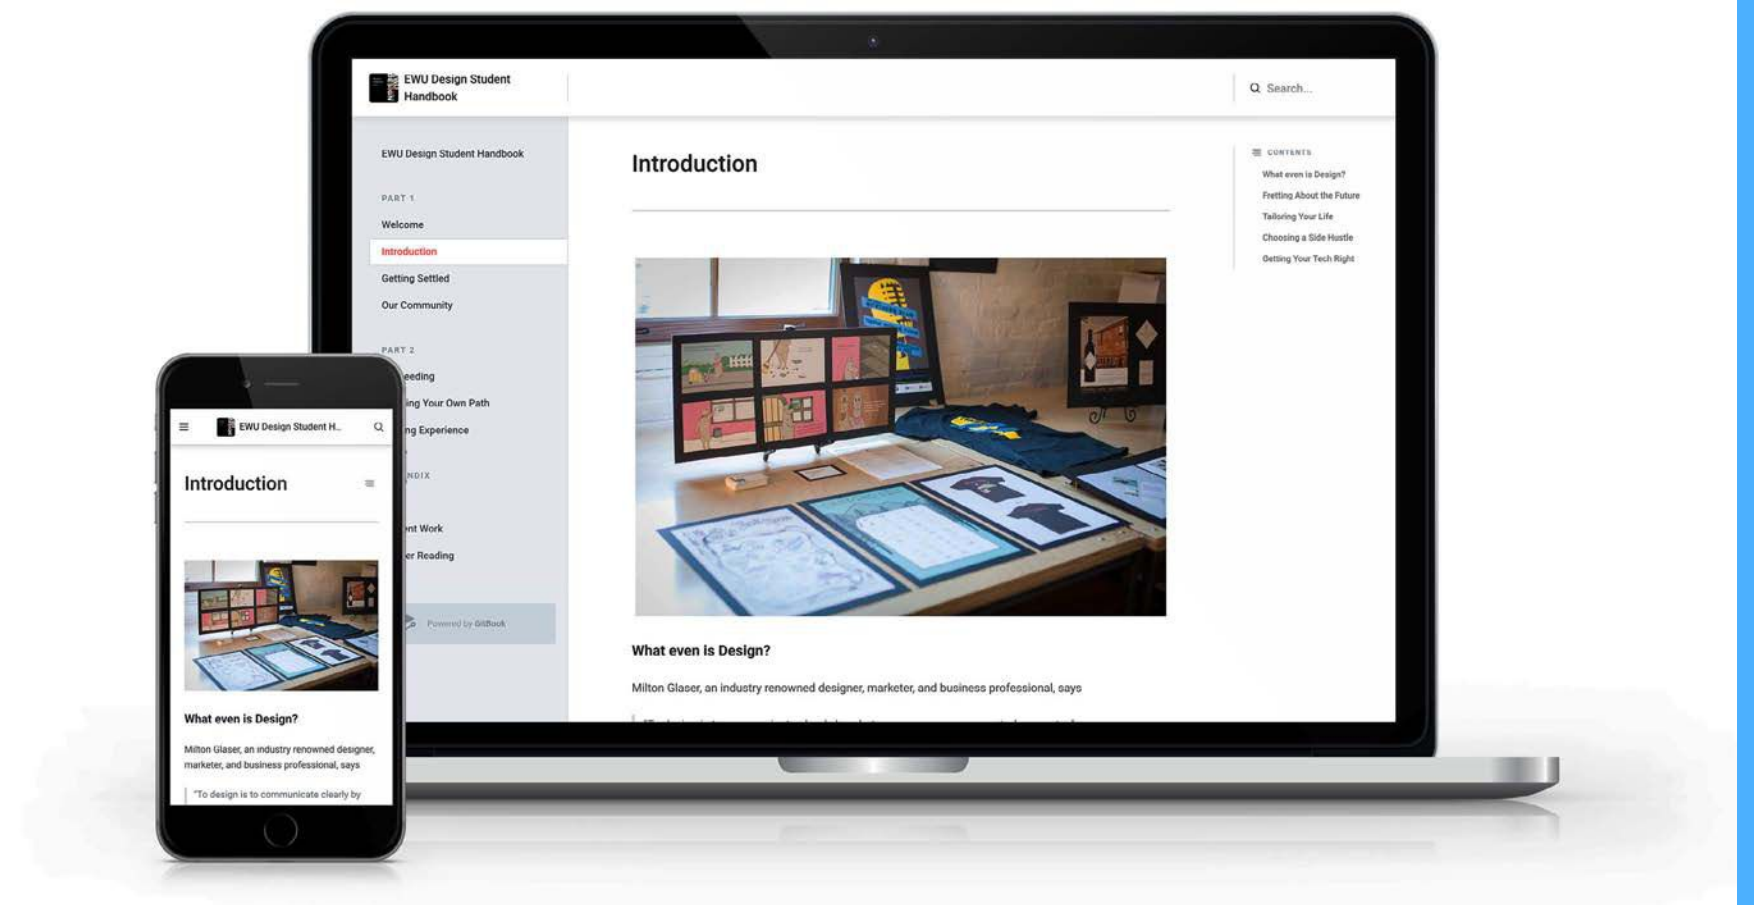 EWU Design Student
Handbook
Search...
EWU Design Student Handbook
PART 1
Welcome
Introduction
Getting Settled
Our Community
PART 2
eeding
ing Your Own Path
ng Experience
NDIX
ent Work
er Reading
Powered by GitBook
Introduction
What even is Design?
Milton Glaser, an industry renowned designer, marketer, and business professional, says
CONTENTS
What even is Design?
Fretting About the Future
Tailoring Your Life
Choosing a Side Hustle
Getting Your Tech Right
EWU Design Student H...
Introduction
What even is Design?
Milton Glaser, an industry renowned designer,
marketer, and business professional, says
"To design is to communicate clearly by